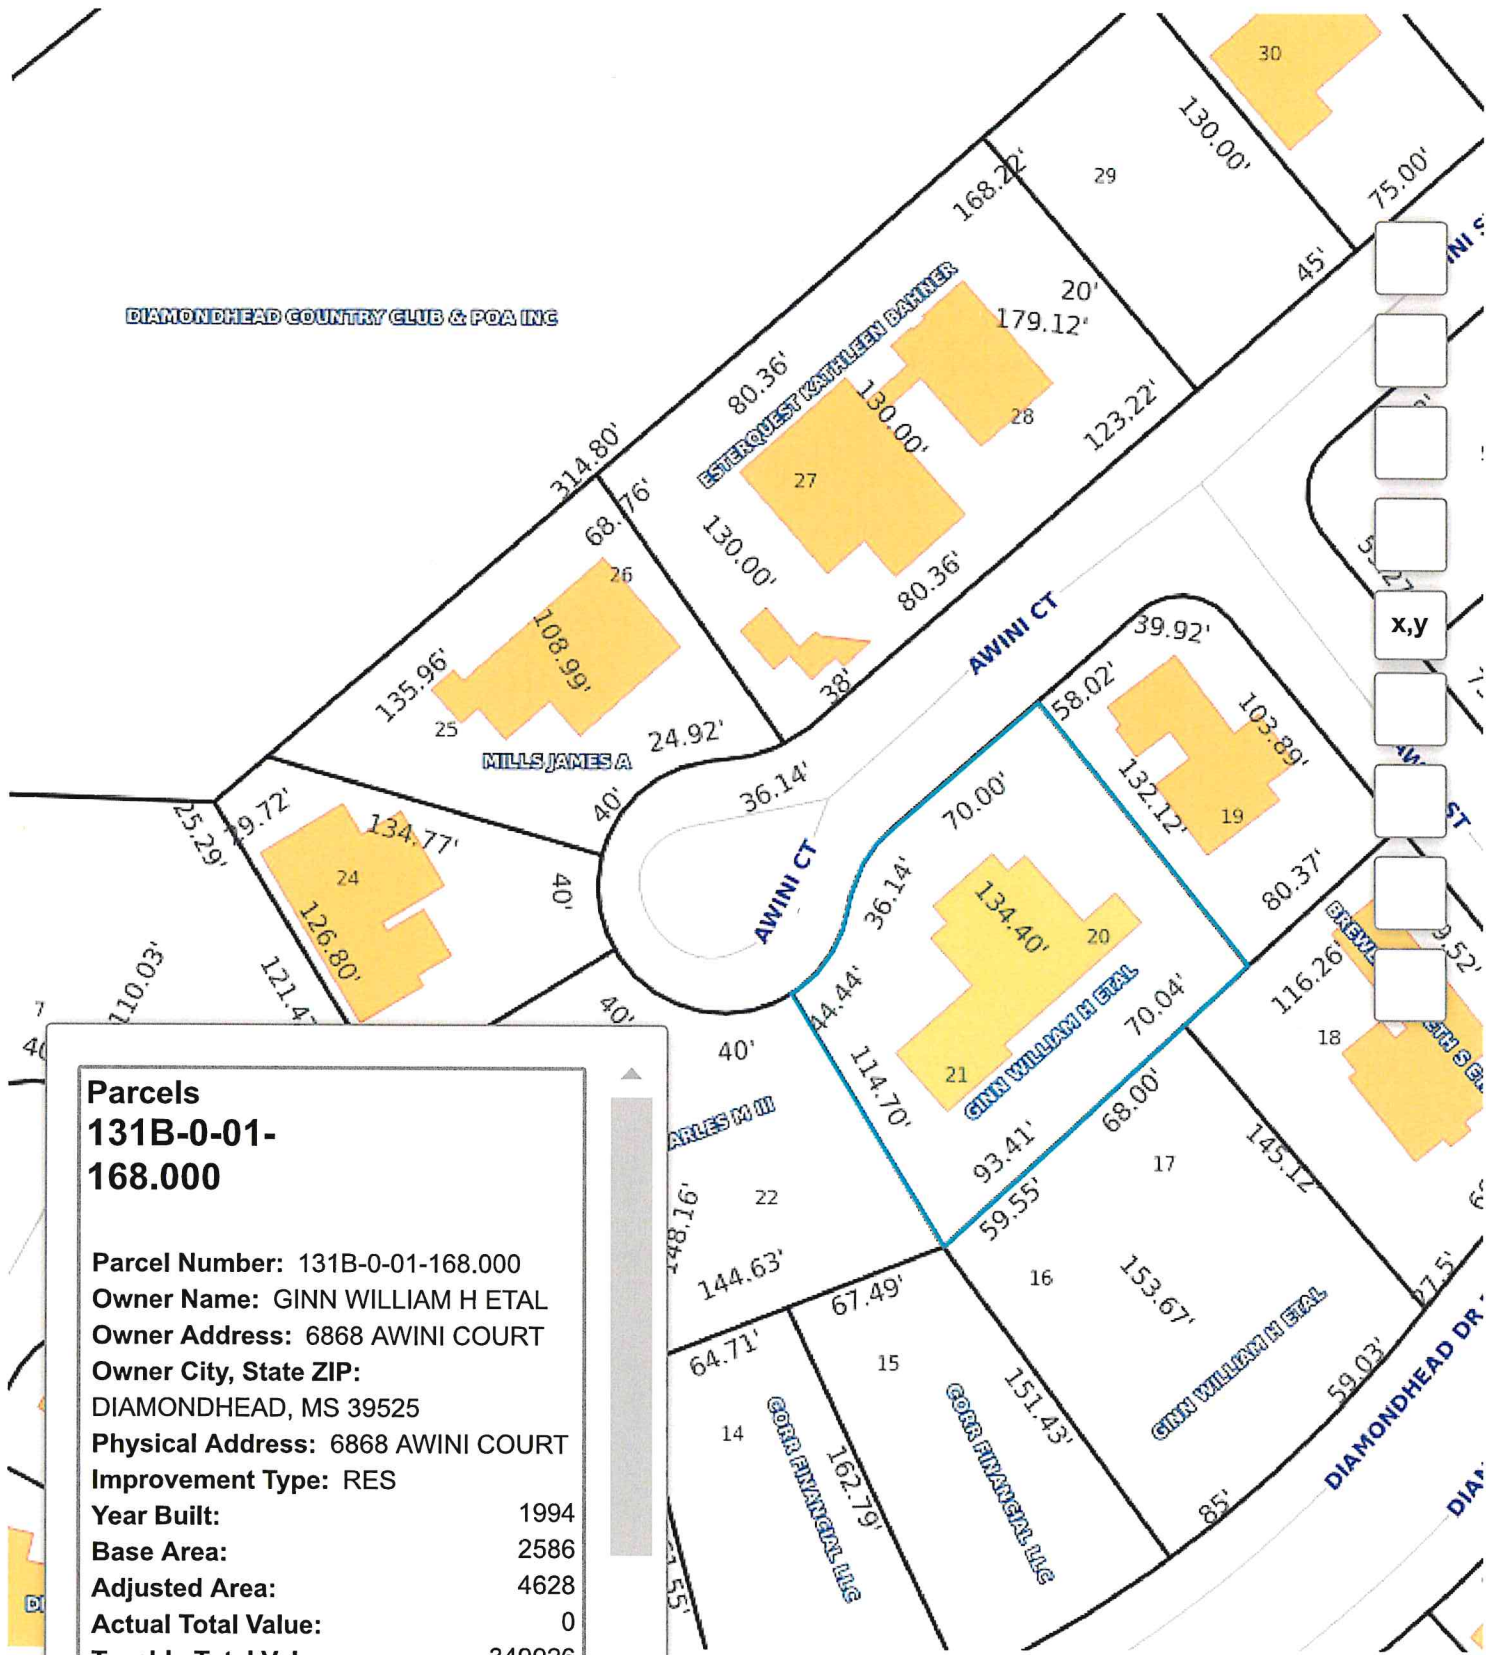 30
130.00'
168.22'
29
75.00'
45'
DIAMONDHEAD COUNTRY CLUB & POA INC
20'
179.12'
ESTERQUEST KATHLEEN BAHNER
80.36'
130.00'
28
123.22'
314.80'
27
68.76'
130.00'
26
80.36'
AWINI CT
x,y
39.92'
108.99'
135.96'
38'
58.02'
25
24.92'
103.89'
MILLS JAMES A
36.14'
40'
132.12'
70.00'
19
ST
29.72'
25.29'
134.77'
24
40'
AWINI CT
36.14'
80.37'
134.40'
20
126.80'
116.26'
110.03'
44.44'
GINN WILLIAM H ETAL
70.04'
7
40'
40'
18
21
114.70'
68.00'
ARLES M III
93.41'
17
145.12'
22
148.16'
59.55'
144.63'
16
153.67'
27.5'
67.49'
GINN WILLIAM H ETAL
64.71'
15
59.03'
DIAMONDHEAD DR
14
CORR FINANCIAL LLC
162.79'
CORR FINANCIAL LLC
151.43'
85'
Parcels
131B-0-01-
168.000
Parcel Number: 131B-0-01-168.000
Owner Name: GINN WILLIAM H ETAL
Owner Address: 6868 AWINI COURT
Owner City, State ZIP:
DIAMONDHEAD, MS 39525
Physical Address: 6868 AWINI COURT
Improvement Type: RES
Year Built: 1994
Base Area: 2586
Adjusted Area: 4628
Actual Total Value: 0